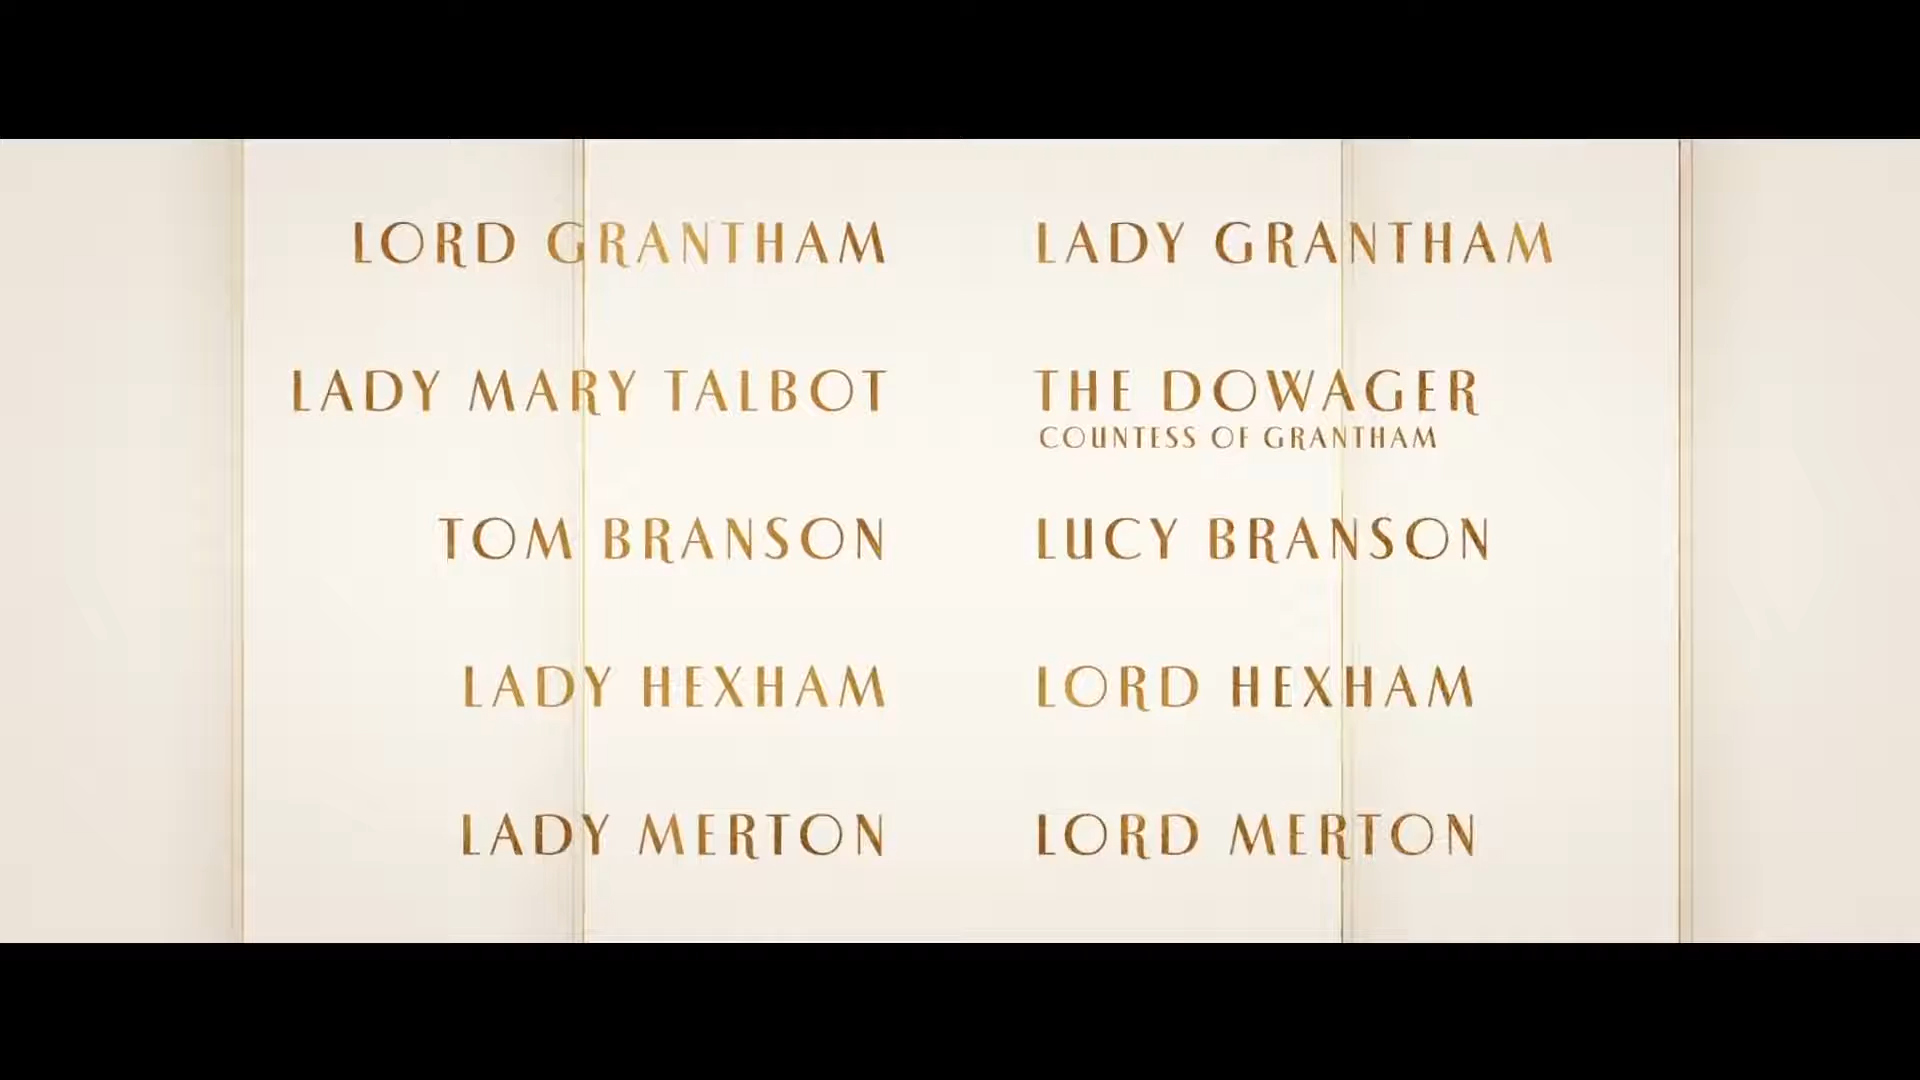 LORD GRANTHAM
LADY GRANTHAM
LADY MARY TALBOT
THE DOWAGER
COUNTESS OF GRANTHAM
TOM BRANSON
LUCY BRANSON
LADY HEXHAM
LORD HEXHAM
LADY MERTON
LORD MERTON